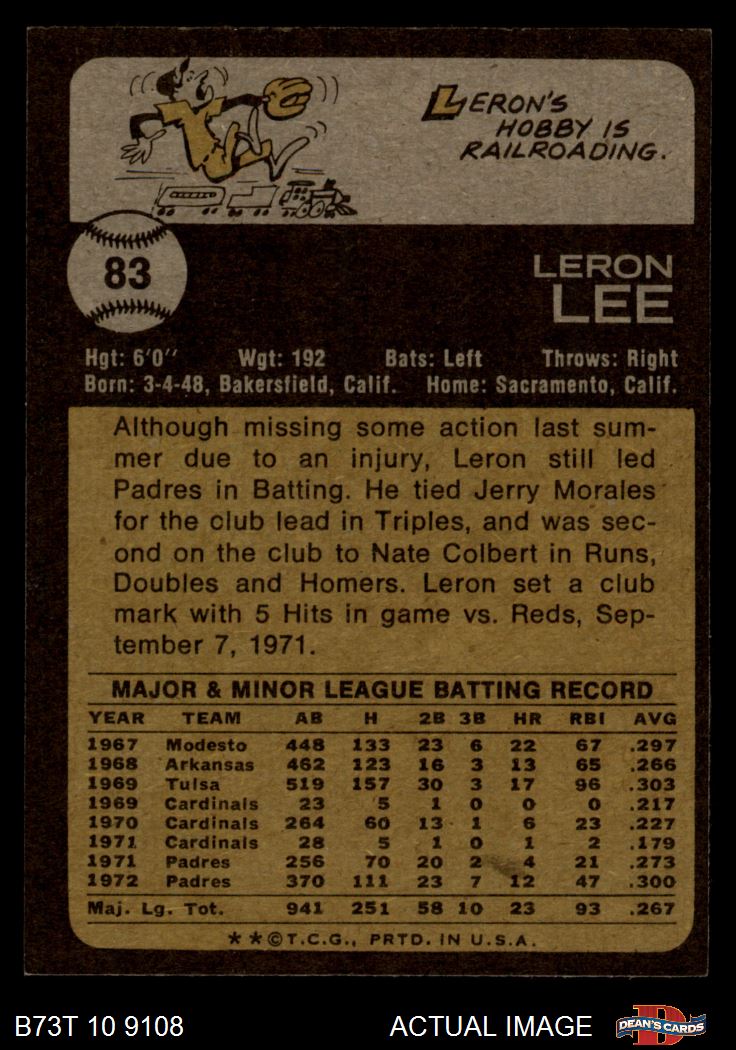 LERON'S
HOBBY IS
RAILROADING.
83
LERON
LEE
Hgt: 6'0" Wgt: 192 Bats: Left Throws: Right
Born: 3-4-48, Bakersfield, Calif. Home: Sacramento, Calif.
Although missing some action last sum-
mer due to an injury, Leron still led
Padres in Batting. He tied Jerry Morales
for the club lead in Triples, and was sec-
ond on the club to Nate Colbert in Runs,
Doubles and Homers. Leron set a club
mark with 5 Hits in game vs. Reds, Sep-
tember 7, 1971.
MAJOR & MINOR LEAGUE BATTING RECORD
YEAR TEAM AB H 2B 3B HR RBI AVG
1967 Modesto 448 133 23 6 22 67 .297
1968 Arkansas 462 123 16 3 13 65 .266
1969 Tulsa 519 157 30 3 17 96 .303
1969 Cardinals 23 5 1 0 0 0 .217
1970 Cardinals 264 60 13 1 6 23 .227
1971 Cardinals 28 5 1 0 1 2 .179
1971 Padres 256 70 20 2 4 21 .273
1972 Padres 370 111 23 7 12 47 .300
Maj. Lg. Tot. 941 251 58 10 23 93 .267
★ ★ © T.C.G., PRTD. IN U.S.A.
B73T 10 9108 ACTUAL IMAGE D DEAN'S CARDS